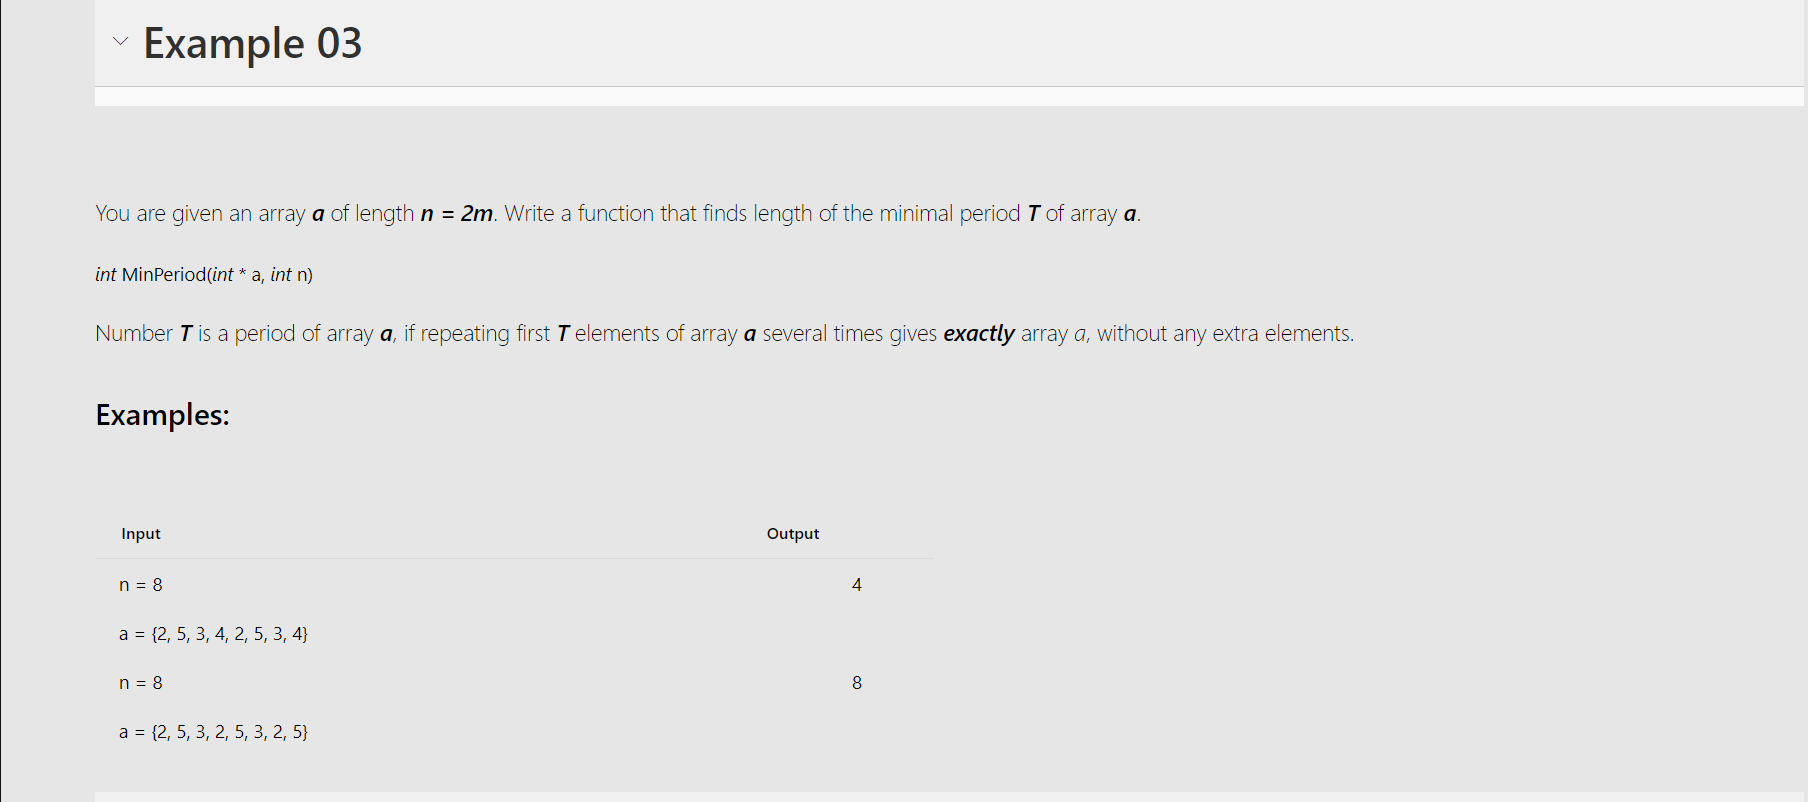 Example 03
You are given an array a of length n = 2m. Write a function that finds length of the minimal period T of array a.
int MinPeriod(int * a, int n)
Number T is a period of array a, if repeating first T elements of array a several times gives exactly array a, without any extra elements.
Examples:
Input Output
n = 8 4
a = {2, 5, 3, 4, 2, 5, 3, 4}
n = 8 8
a = {2, 5, 3, 2, 5, 3, 2, 5}